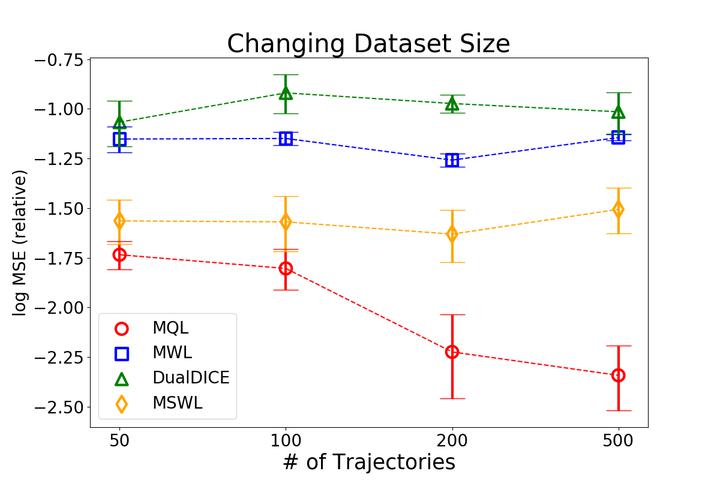 Changing Dataset Size
log MSE (relative)
−0.75
−1.00
−1.25
−1.50
−1.75
−2.00
−2.25
−2.50
MQL
MWL
DualDICE
MSWL
50 100 200 500
# of Trajectories